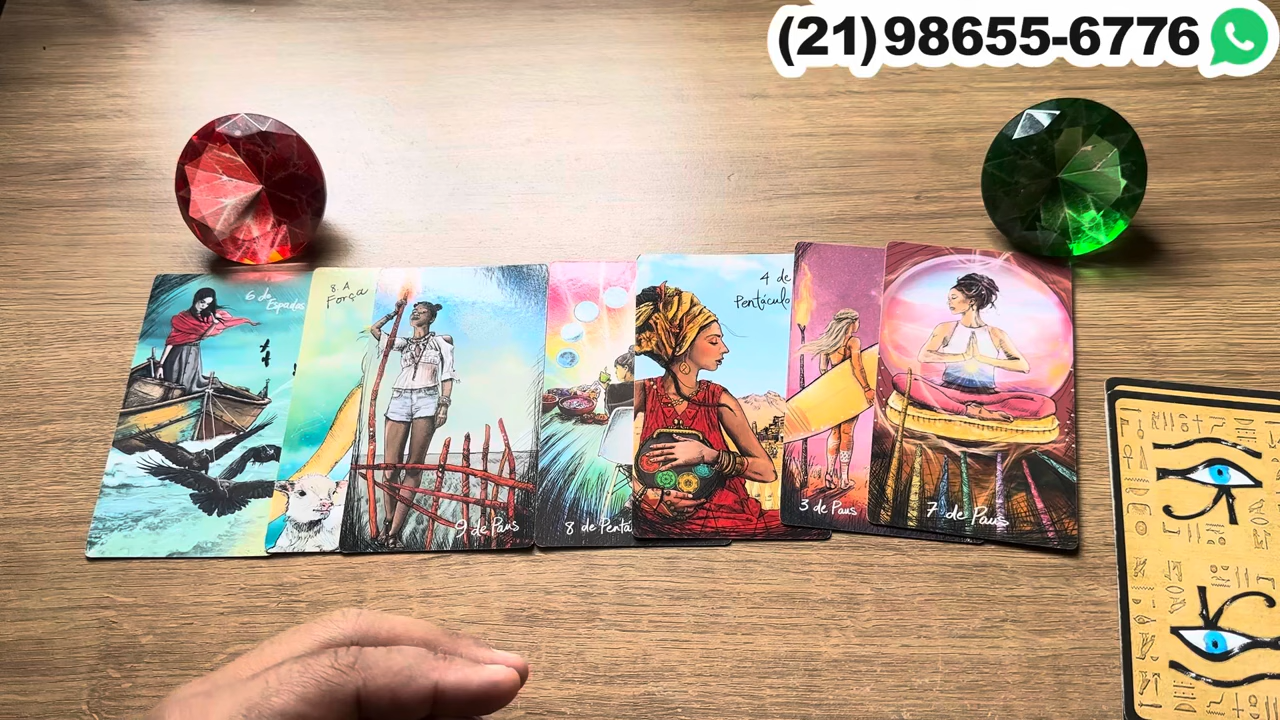 (21)98655-6776
6 de
Espadas
8. A
Força
9 de Paus
8 de Penta
4 de
Pentáculo
3 de Paus
7 de Paus